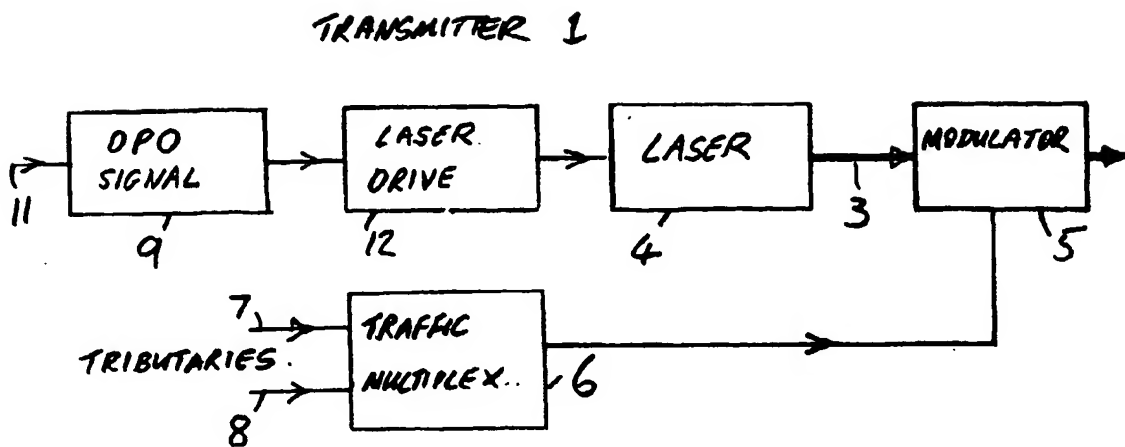 TRANSMITTER 1
OPO
SIGNAL
LASER
DRIVE
LASER
MODULATOR
11
9
12
4
3
5
7
TRIBUTARIES.
8
TRAFFIC
MULTIPLEX..
6